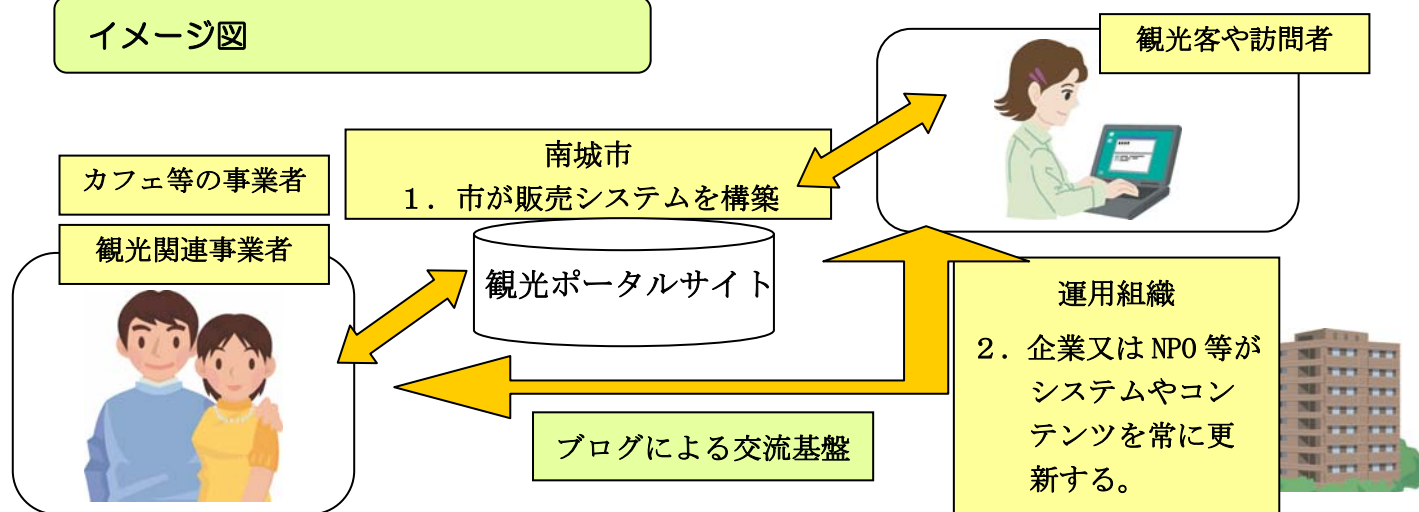 イメージ図
観光客や訪問者
南城市
1．市が販売システムを構築
カフェ等の事業者
観光関連事業者
観光ポータルサイト
運用組織
2．企業又はNPO等が
システムやコン
テンツを常に更
新する。
ブログによる交流基盤